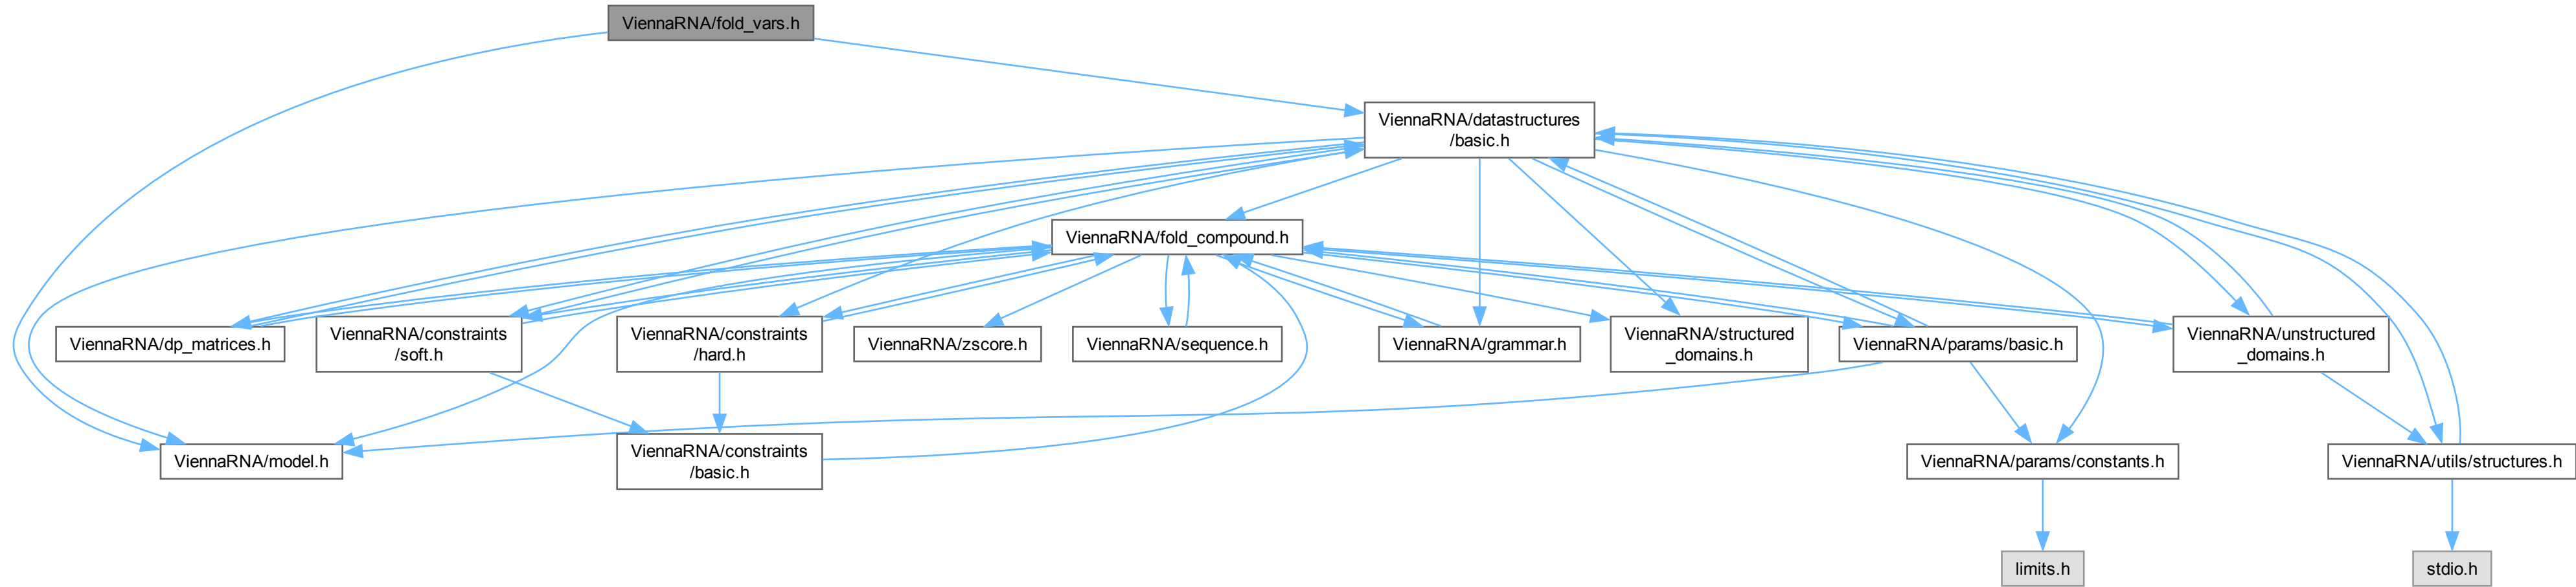 ViennaRNA/fold_vars.h
ViennaRNA/datastructures
/basic.h
ViennaRNA/fold_compound.h
ViennaRNA/dp_matrices.h
ViennaRNA/constraints
/soft.h
ViennaRNA/constraints
/hard.h
ViennaRNA/zscore.h
ViennaRNA/sequence.h
ViennaRNA/grammar.h
ViennaRNA/structured
_domains.h
ViennaRNA/params/basic.h
ViennaRNA/unstructured
_domains.h
ViennaRNA/model.h
ViennaRNA/constraints
/basic.h
ViennaRNA/params/constants.h
ViennaRNA/utils/structures.h
limits.h
stdio.h